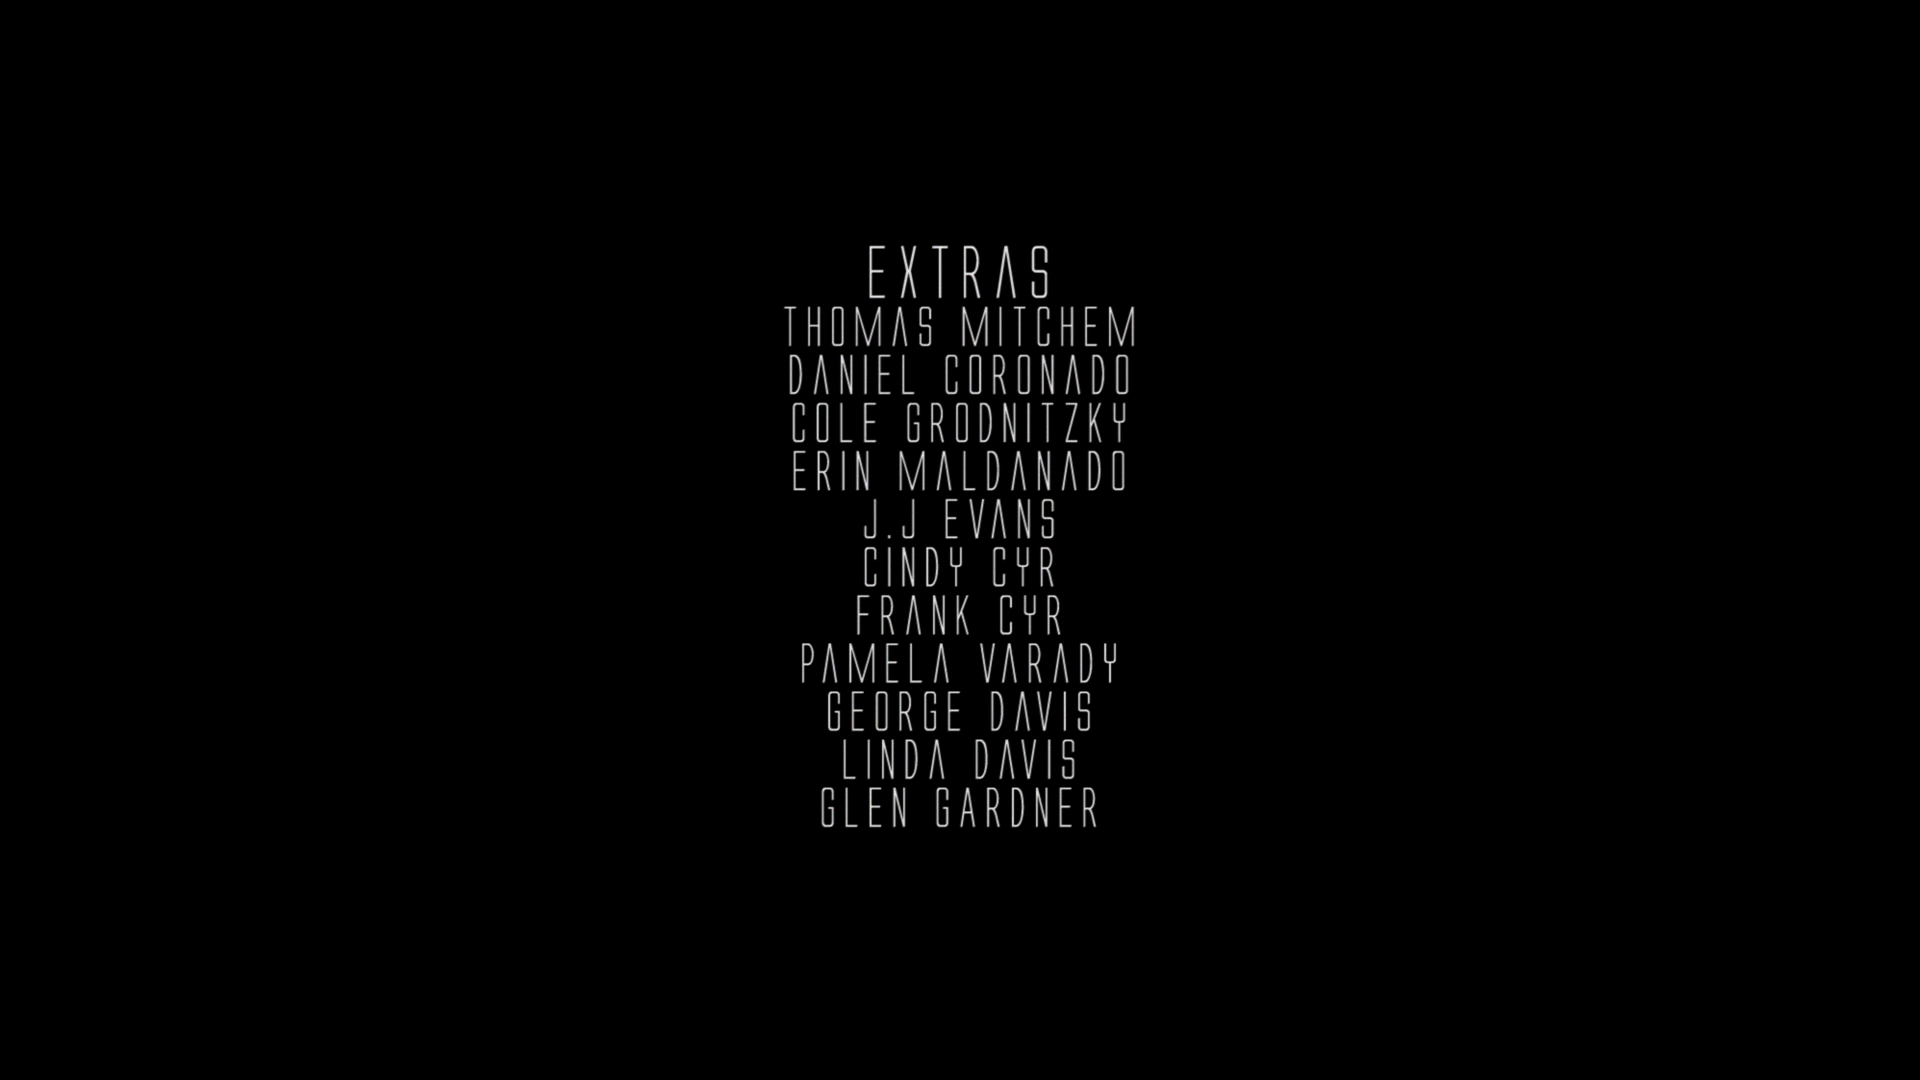 EXTRAS
THOMAS MITCHEM
DANIEL CORONADO
COLE GRODNITZKY
ERIN MALDANADO
J.J EVANS
CINDY CYR
FRANK CYR
PAMELA VARADY
GEORGE DAVIS
LINDA DAVIS
GLEN GARDNER